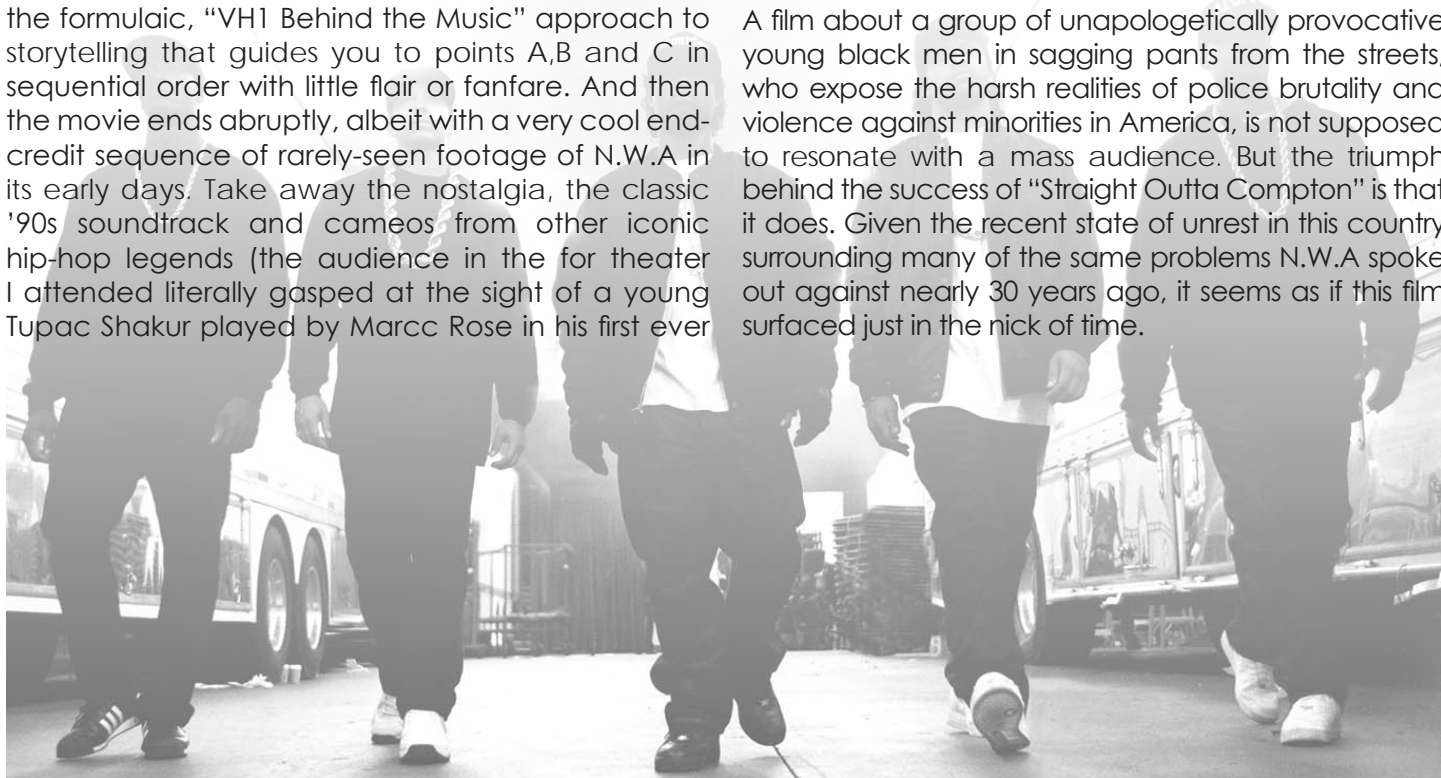 the formulaic, “VH1 Behind the Music” approach to
storytelling that guides you to points A,B and C in
sequential order with little flair or fanfare. And then
the movie ends abruptly, albeit with a very cool end-
credit sequence of rarely-seen footage of N.W.A in
its early days. Take away the nostalgia, the classic
’90s soundtrack and cameos from other iconic
hip-hop legends (the audience in the for theater
I attended literally gasped at the sight of a young
Tupac Shakur played by Marcc Rose in his first ever
A film about a group of unapologetically provocative
young black men in sagging pants from the streets,
who expose the harsh realities of police brutality and
violence against minorities in America, is not supposed
to resonate with a mass audience. But the triumph
behind the success of “Straight Outta Compton” is that
it does. Given the recent state of unrest in this country
surrounding many of the same problems N.W.A spoke
out against nearly 30 years ago, it seems as if this film
surfaced just in the nick of time.